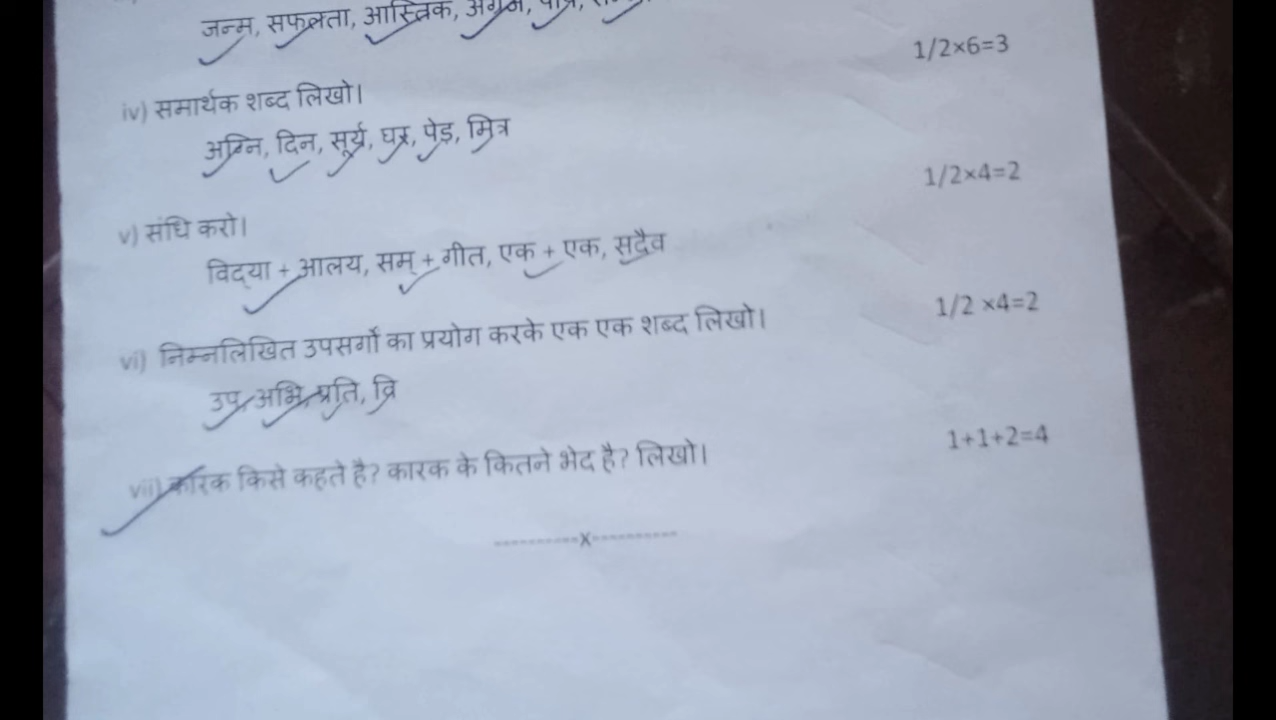 जन्म, सफलता, आस्तिक,
1/2×6=3
iv) समार्थक शब्द लिखो।
अग्नि, दिन, सूर्य, घर, पेड़, मित्र
1/2×4=2
v) संधि करो।
विद्या + आलय, सम् + गीत, एक + एक, सदैव
1/2 ×4=2
vi) निम्नलिखित उपसर्गों का प्रयोग करके एक एक शब्द लिखो।
उप, अभि, प्रति, वि
1+1+2=4
vii) कारक किसे कहते है? कारक के कितने भेद है? लिखो।
----------x----------